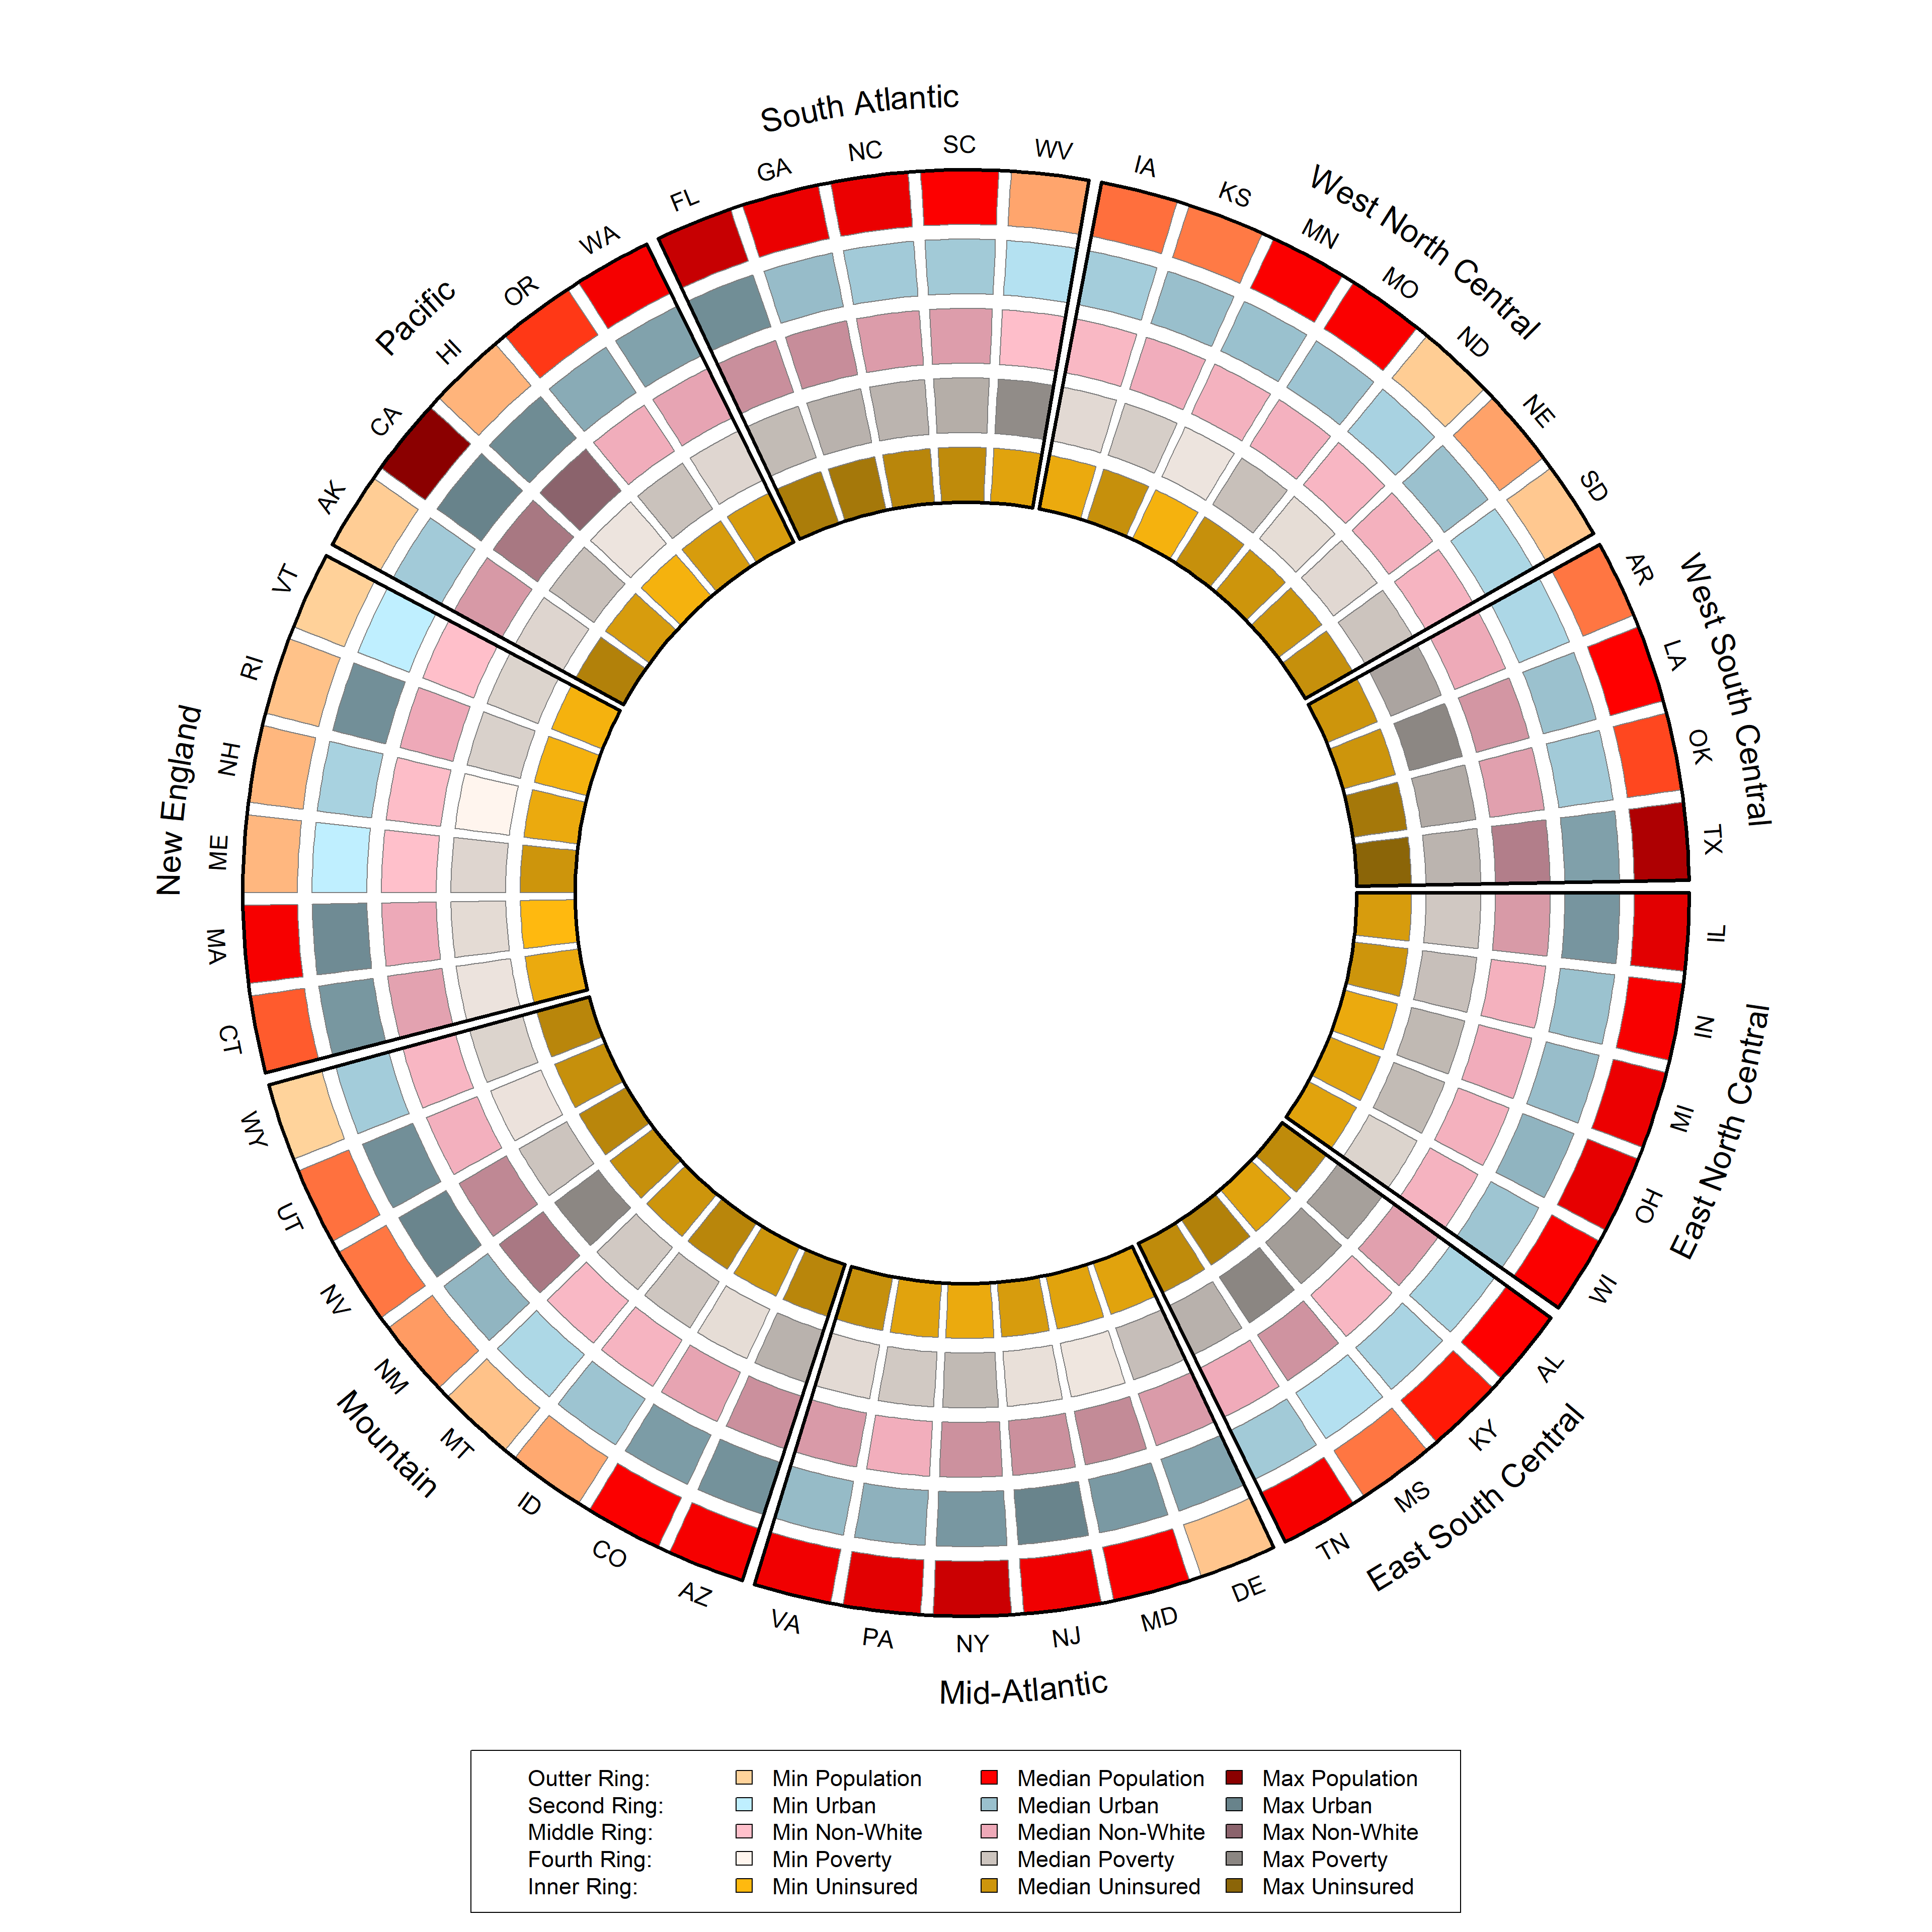 South Atlantic
FL
GA
NC
SC
WV
West North Central
IA
KS
MN
MO
ND
NE
SD
West South Central
AR
LA
OK
TX
East North Central
IL
IN
MI
OH
WI
East South Central
AL
KY
MS
TN
Mid-Atlantic
DE
MD
NJ
NY
PA
VA
Mountain
AZ
CO
ID
MT
NM
NV
UT
WY
New England
CT
MA
ME
NH
RI
VT
Pacific
AK
CA
HI
OR
WA
Outter Ring: Min Population Median Population Max Population
Second Ring: Min Urban Median Urban Max Urban
Middle Ring: Min Non-White Median Non-White Max Non-White
Fourth Ring: Min Poverty Median Poverty Max Poverty
Inner Ring: Min Uninsured Median Uninsured Max Uninsured